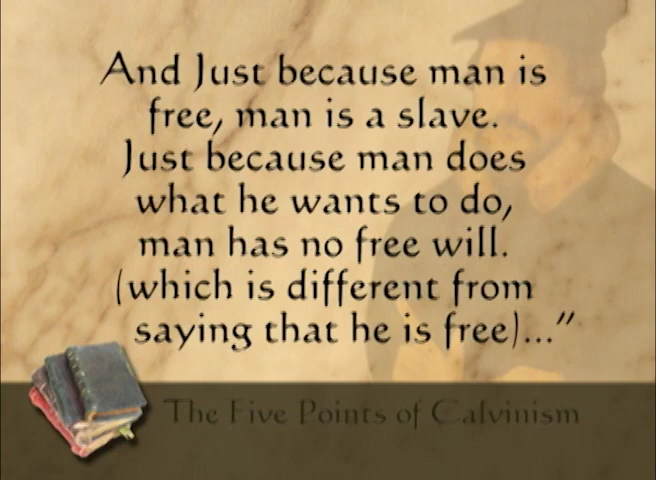 And Just because man is
free, man is a slave.
Just because man does
what he wants to do,
man has no free will.
(which is different from
saying that he is free)..."
The Five Points of Calvinism